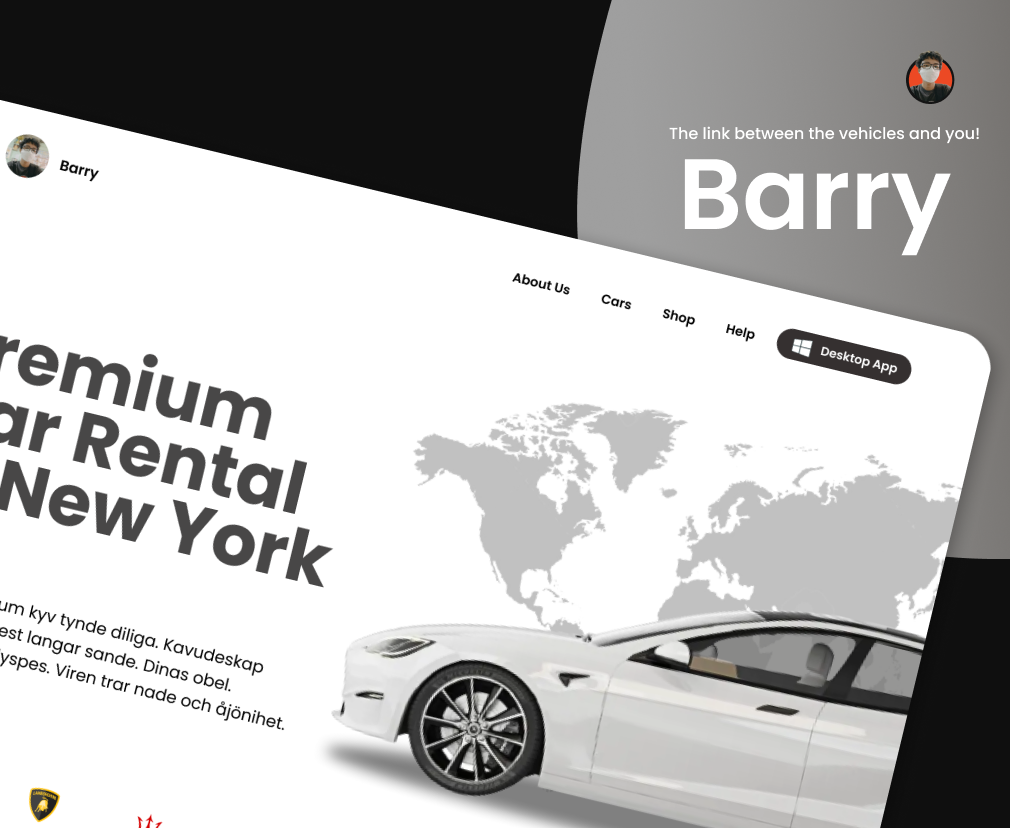 The link between the vehicles and you!
Barry
Barry
About Us
Cars
Shop
Help
Desktop App
remium
ar Rental
New York
um kyv tynde diliga. Kavudeskap
est langar sande. Dinas obel.
yspes. Viren trar nade och åjönihet.